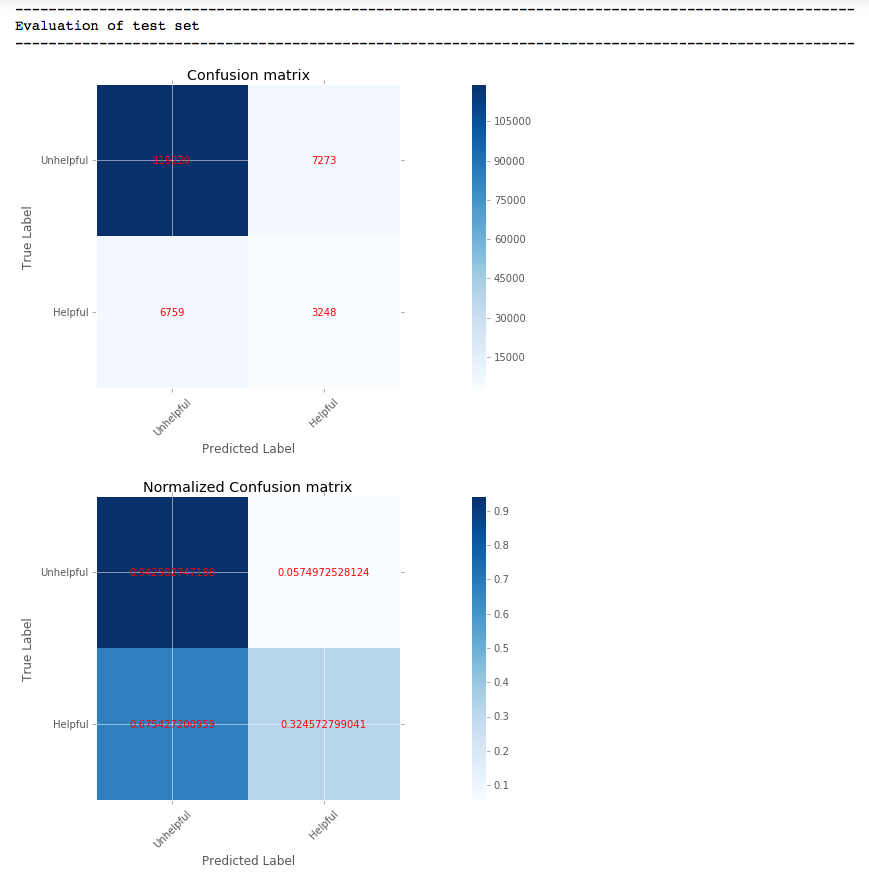 Evaluation of test set
Confusion matrix
Unhelpful
119220
7273
Helpful
6759
3248
True Label
Unhelpful
Helpful
Predicted Label
105000
90000
75000
60000
45000
30000
15000
Normalized Confusion matrix
Unhelpful
0.942502747188
0.0574972528124
Helpful
0.675427200959
0.324572799041
True Label
Unhelpful
Helpful
Predicted Label
0.9
0.8
0.7
0.6
0.5
0.4
0.3
0.2
0.1